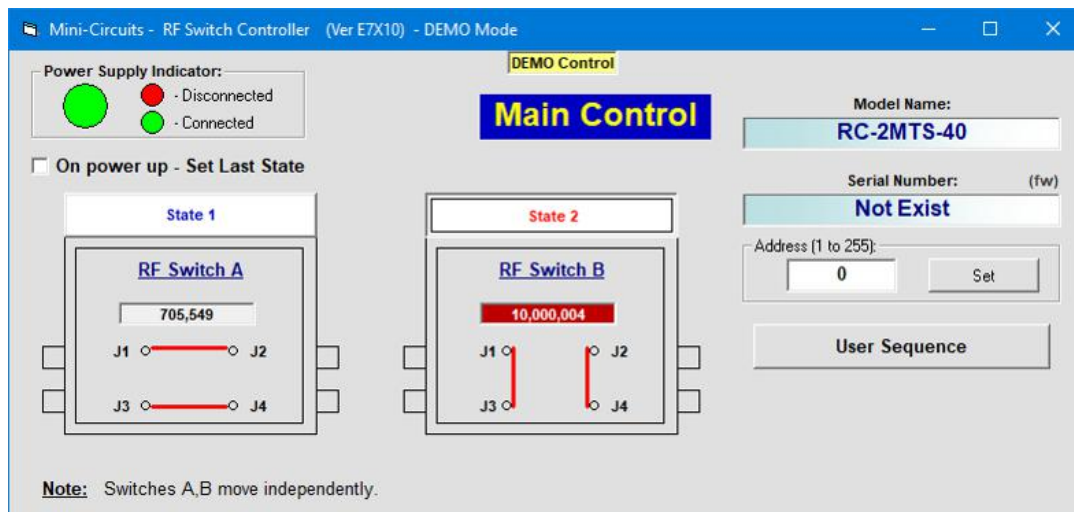 Mini-Circuits - RF Switch Controller (Ver E7X10) - DEMO Mode
DEMO Control
Power Supply Indicator:
- Disconnected
- Connected
Main Control
Model Name:
RC-2MTS-40
On power up - Set Last State
Serial Number: (fw)
Not Exist
State 1
State 2
Address (1 to 255):
0 Set
RF Switch A
RF Switch B
705,549
10,000,004
User Sequence
J1 J2
J1 J2
J3 J4
J3 J4
Note: Switches A,B move independently.